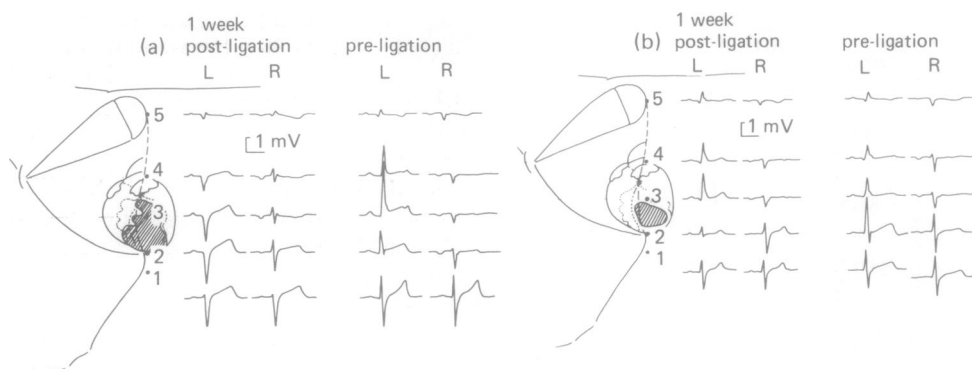 1 week
(a) post-ligation pre-ligation
L R L R
5
1 mV
4
3
2
1
1 week
(b) post-ligation pre-ligation
L R L R
5
1 mV
4
3
2
1